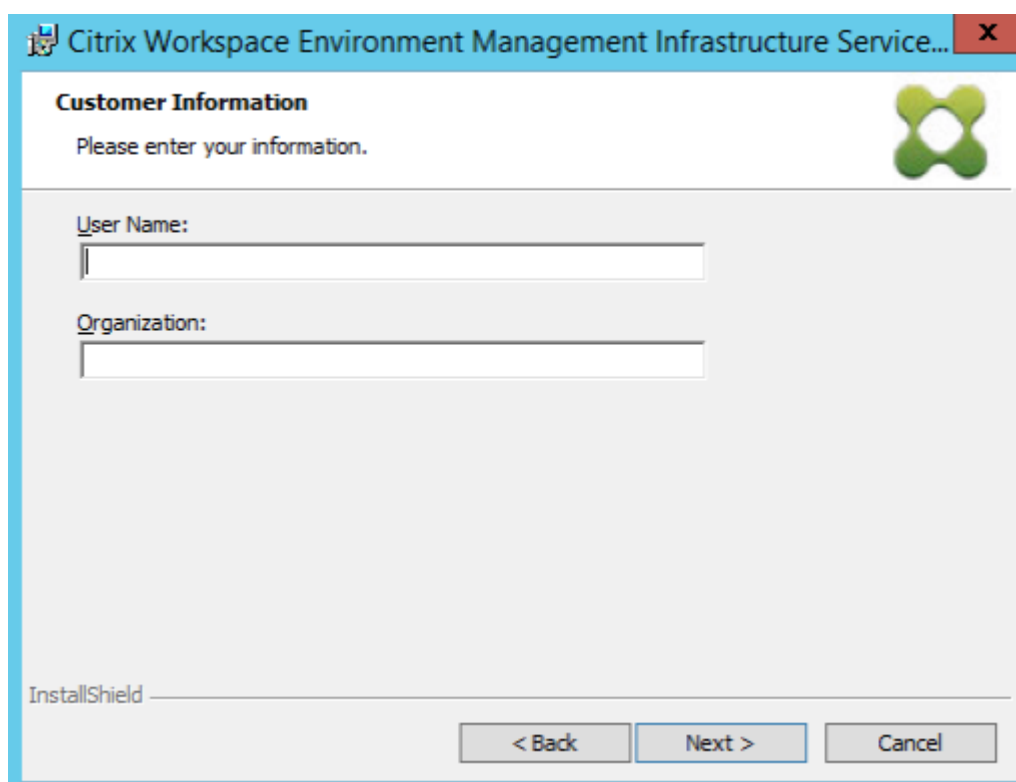 Citrix Workspace Environment Management Infrastructure Service...
x
Customer Information
Please enter your information.
User Name:
Organization:
InstallShield
< Back
Next >
Cancel